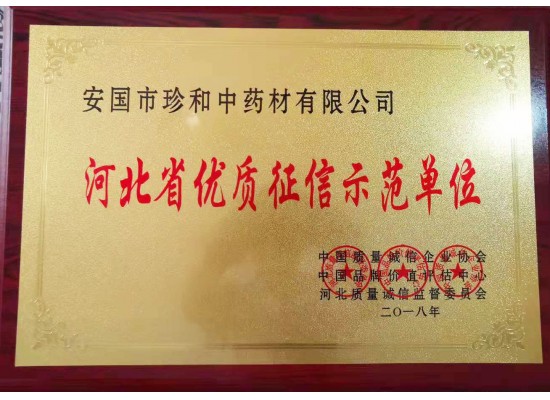 安国市珍和中药材有限公司
河北省优质征信示范单位
中国质量诚信企业协会
中国品牌价值评估中心
河北质量诚信监督委员会
二〇一八年